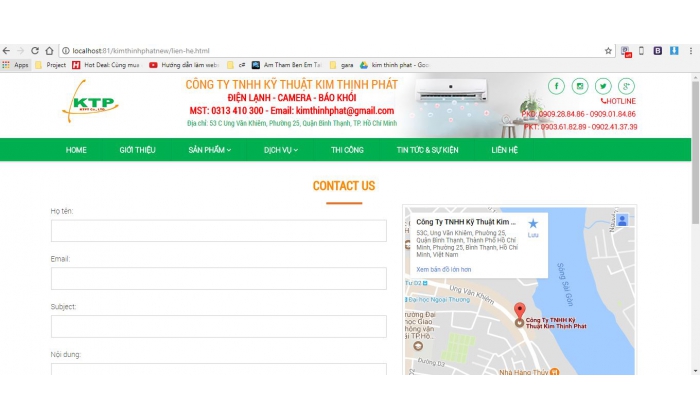 localhost:81/kimthinhphatnew/lien-he.html
Apps Project Hot Deal: Cùng mua Hướng dẫn làm webs c# Am Tham Ben Em Tai gara kim thinh phat - Goo
KTP
CÔNG TY TNHH KỸ THUẬT KIM THỊNH PHÁT
ĐIỆN LẠNH - CAMERA - BÁO KHÓI
MST: 0313 410 300 - Email: kimthinhphat@gmail.com
Địa chỉ: 53 C Ung Văn Khiêm, Phường 25, Quận Bình Thạnh, TP. Hồ Chí Minh
HOTLINE
PKD: 0909.28.84.86 - 0909.01.84.86
PKT: 0903.61.82.89 - 0902.41.37.39
HOME GIỚI THIỆU SẢN PHẨM DỊCH VỤ THI CÔNG TIN TỨC & SỰ KIỆN LIÊN HỆ
CONTACT US
Họ tên:
Email:
Subject:
Nội dung:
Công Ty TNHH Kỹ Thuật Kim ...
53C, Ung Văn Khiêm, Phường 25,
Quận Bình Thạnh, Thành Phố Hồ Chí
Minh, Phường 25, Bình Thạnh, Hồ Chí
Minh, Việt Nam
Lưu
Xem bản đồ lớn hơn
Ung Văn Khiêm
Sông Sài Gòn
Đại học Ngoại Thương
Công Ty TNHH Kỹ
Thuật Kim Thịnh Phát
Đường D2
Nhà Hàng Thủy